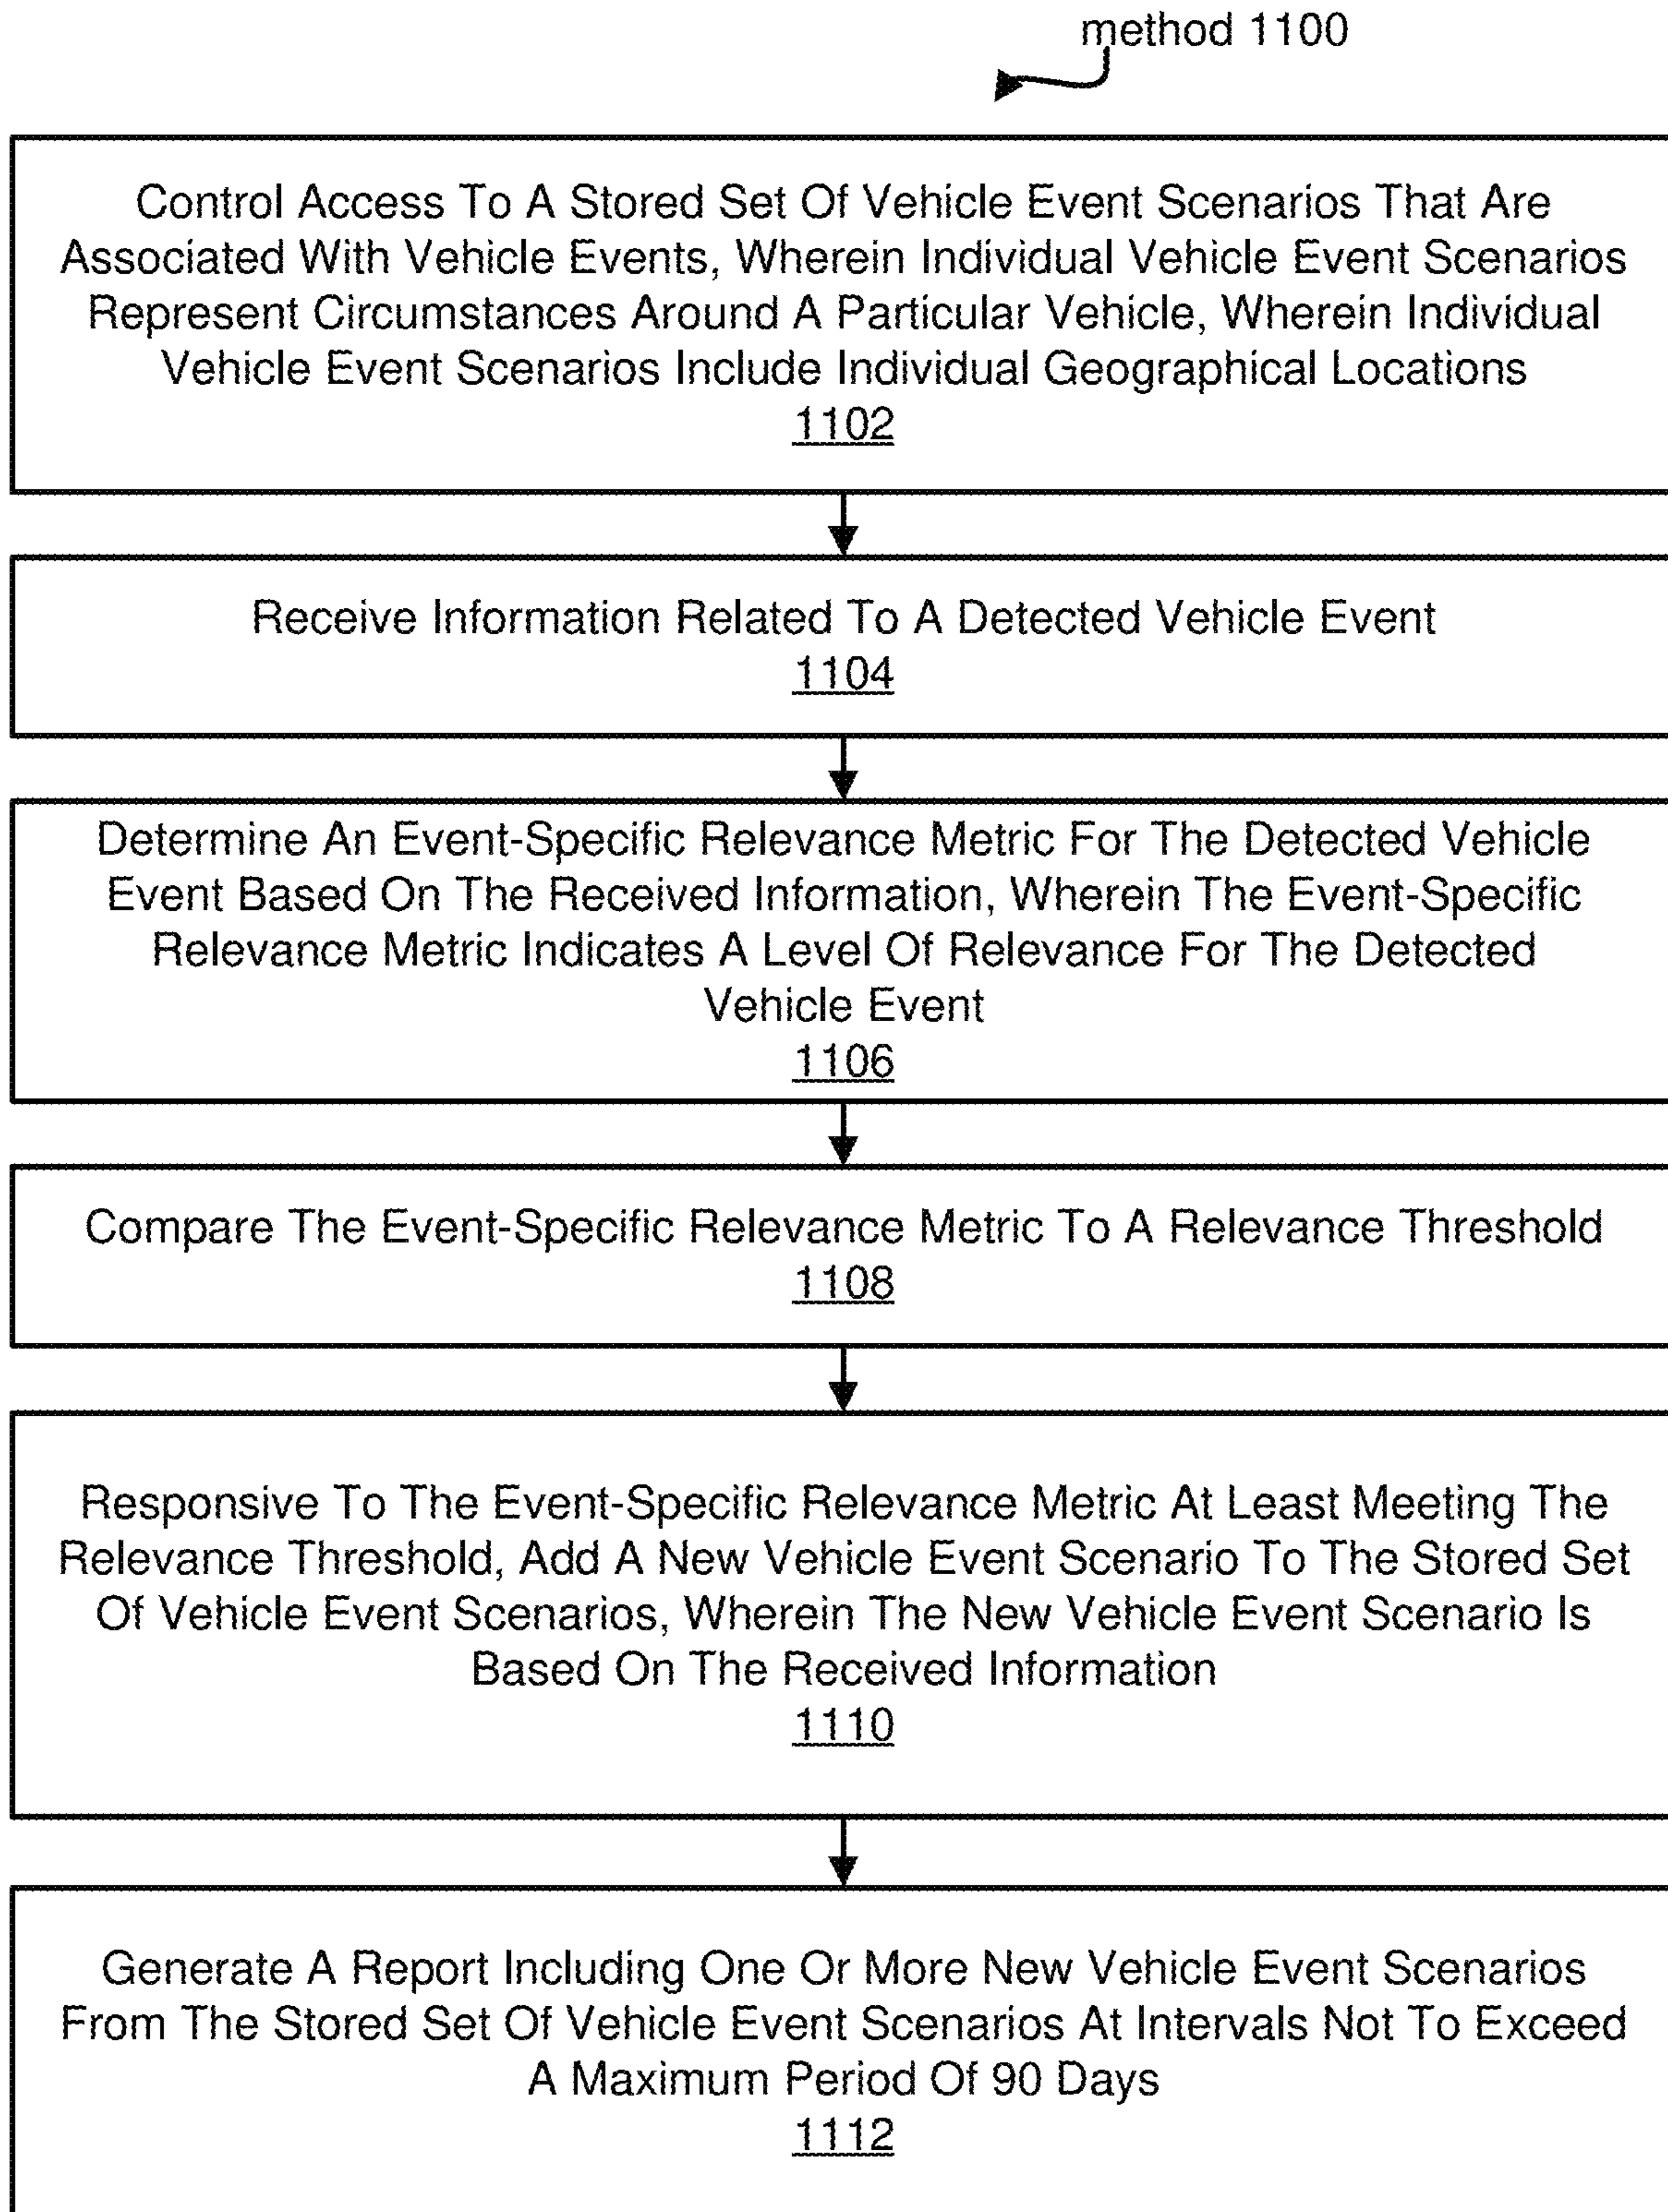 method 1100
Control Access To A Stored Set Of Vehicle Event Scenarios That Are
Associated With Vehicle Events, Wherein Individual Vehicle Event Scenarios
Represent Circumstances Around A Particular Vehicle, Wherein Individual
Vehicle Event Scenarios Include Individual Geographical Locations
1102
Receive Information Related To A Detected Vehicle Event
1104
Determine An Event-Specific Relevance Metric For The Detected Vehicle
Event Based On The Received Information, Wherein The Event-Specific
Relevance Metric Indicates A Level Of Relevance For The Detected
Vehicle Event
1106
Compare The Event-Specific Relevance Metric To A Relevance Threshold
1108
Responsive To The Event-Specific Relevance Metric At Least Meeting The
Relevance Threshold, Add A New Vehicle Event Scenario To The Stored Set
Of Vehicle Event Scenarios, Wherein The New Vehicle Event Scenario Is
Based On The Received Information
1110
Generate A Report Including One Or More New Vehicle Event Scenarios
From The Stored Set Of Vehicle Event Scenarios At Intervals Not To Exceed
A Maximum Period Of 90 Days
1112